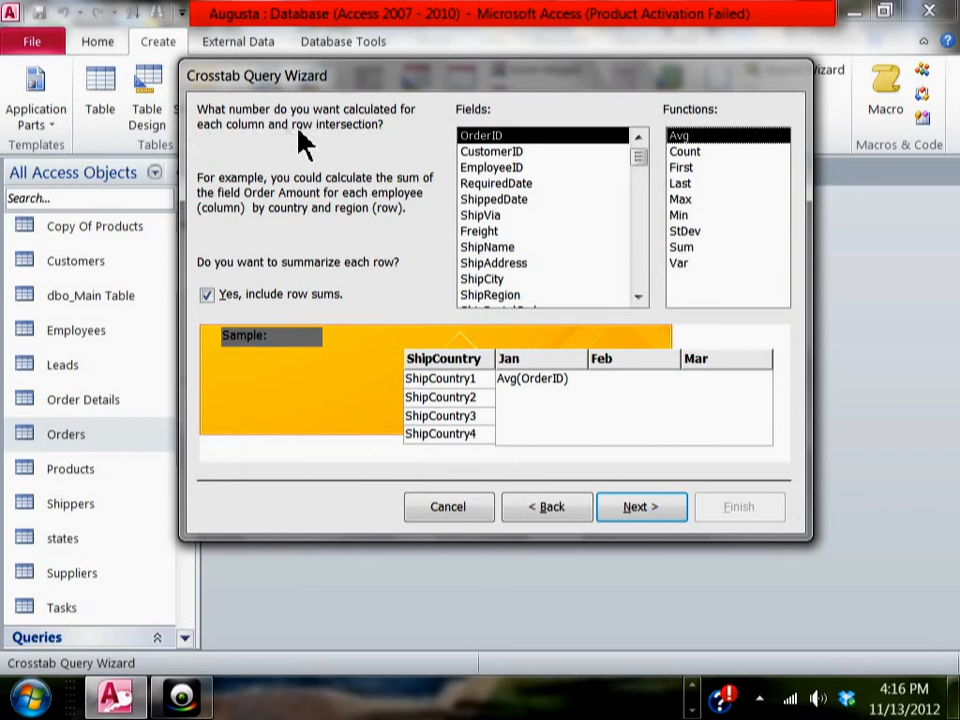 Augusta : Database (Access 2007 - 2010) - Microsoft Access (Product Activation Failed)
File Home Create External Data Database Tools
Application Parts
Table
Table Design
Macro
Templates
Tables
Macros & Code
All Access Objects
Search...
Copy Of Products
Customers
dbo_Main Table
Employees
Leads
Order Details
Orders
Products
Shippers
states
Suppliers
Tasks
Queries
Crosstab Query Wizard
What number do you want calculated for
each column and row intersection?
For example, you could calculate the sum of
the field Order Amount for each employee
(column) by country and region (row).
Do you want to summarize each row?
Yes, include row sums.
Fields:
OrderID
CustomerID
EmployeeID
RequiredDate
ShippedDate
ShipVia
Freight
ShipName
ShipAddress
ShipCity
ShipRegion
Functions:
Avg
Count
First
Last
Max
Min
StDev
Sum
Var
Sample:
ShipCountry Jan Feb Mar
ShipCountry1 Avg(OrderID)
ShipCountry2
ShipCountry3
ShipCountry4
Cancel < Back Next > Finish
Crosstab Query Wizard
4:16 PM
11/13/2012